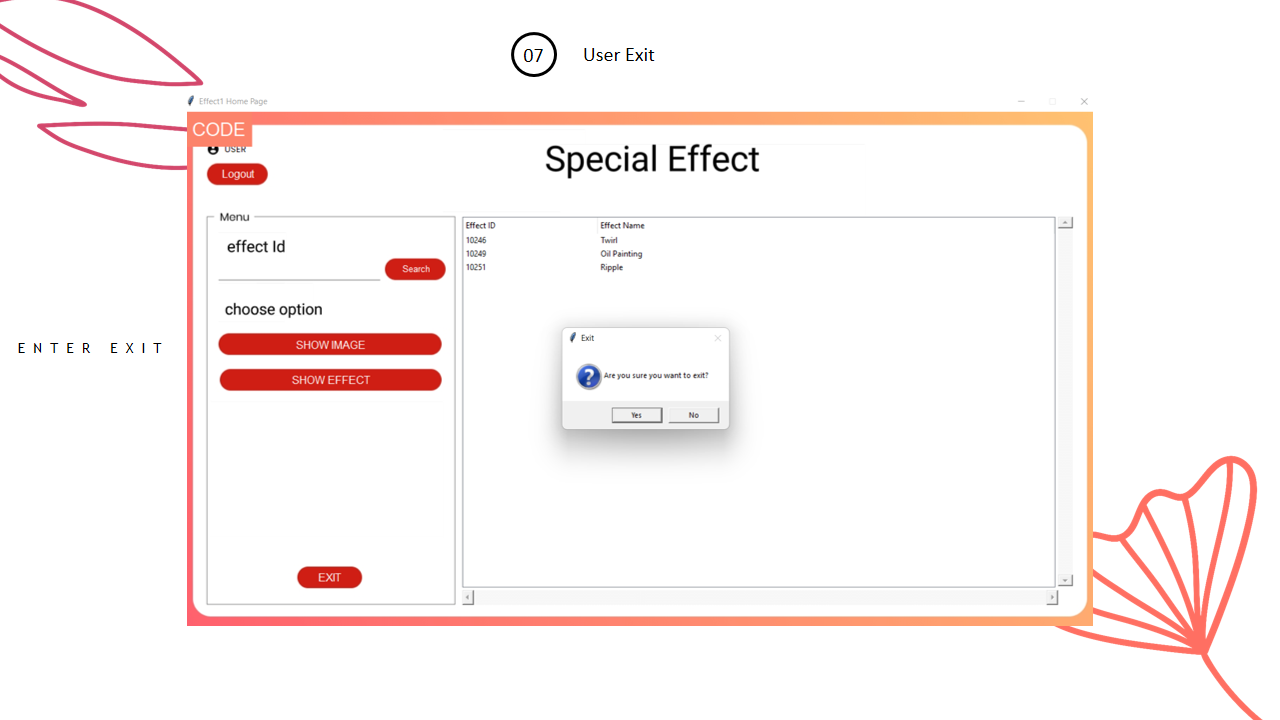 07 User Exit
Effect1 Home Page
CODE
USER
Logout
Special Effect
Menu
effect Id
Search
choose option
SHOW IMAGE
SHOW EFFECT
EXIT
Effect ID Effect Name
10246 Twirl
10249 Oil Painting
10251 Ripple
Exit
Are you sure you want to exit?
Yes No
ENTER EXIT